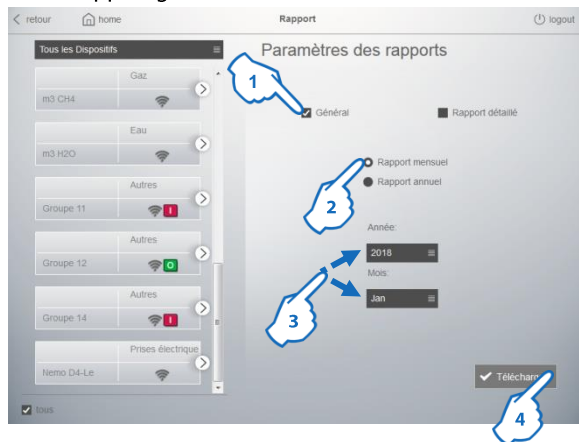 retour
home
Rapport
logout
Tous les Dispositifs
Paramètres des rapports
Gaz
m3 CH4
Eau
m3 H2O
Autres
Groupe 11
I
Autres
Groupe 12
O
Autres
Groupe 14
I
Prises électrique
Nemo D4-Le
tous
1
Général
Rapport détaillé
Rapport mensuel
Rapport annuel
2
Année:
2018
Mois:
Jan
3
Télécharg
4